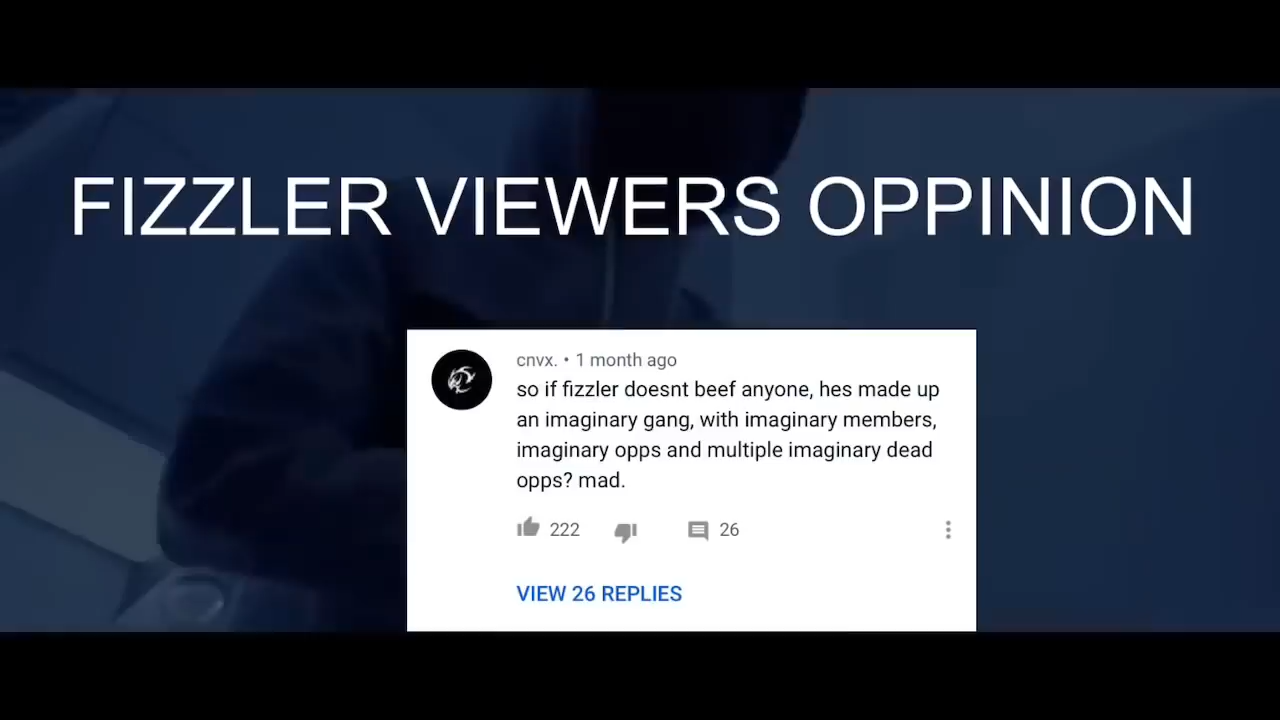 FIZZLER VIEWERS OPPINION
cnvx. • 1 month ago
so if fizzler doesnt beef anyone, hes made up
an imaginary gang, with imaginary members,
imaginary opps and multiple imaginary dead
opps? mad.
222 26
VIEW 26 REPLIES